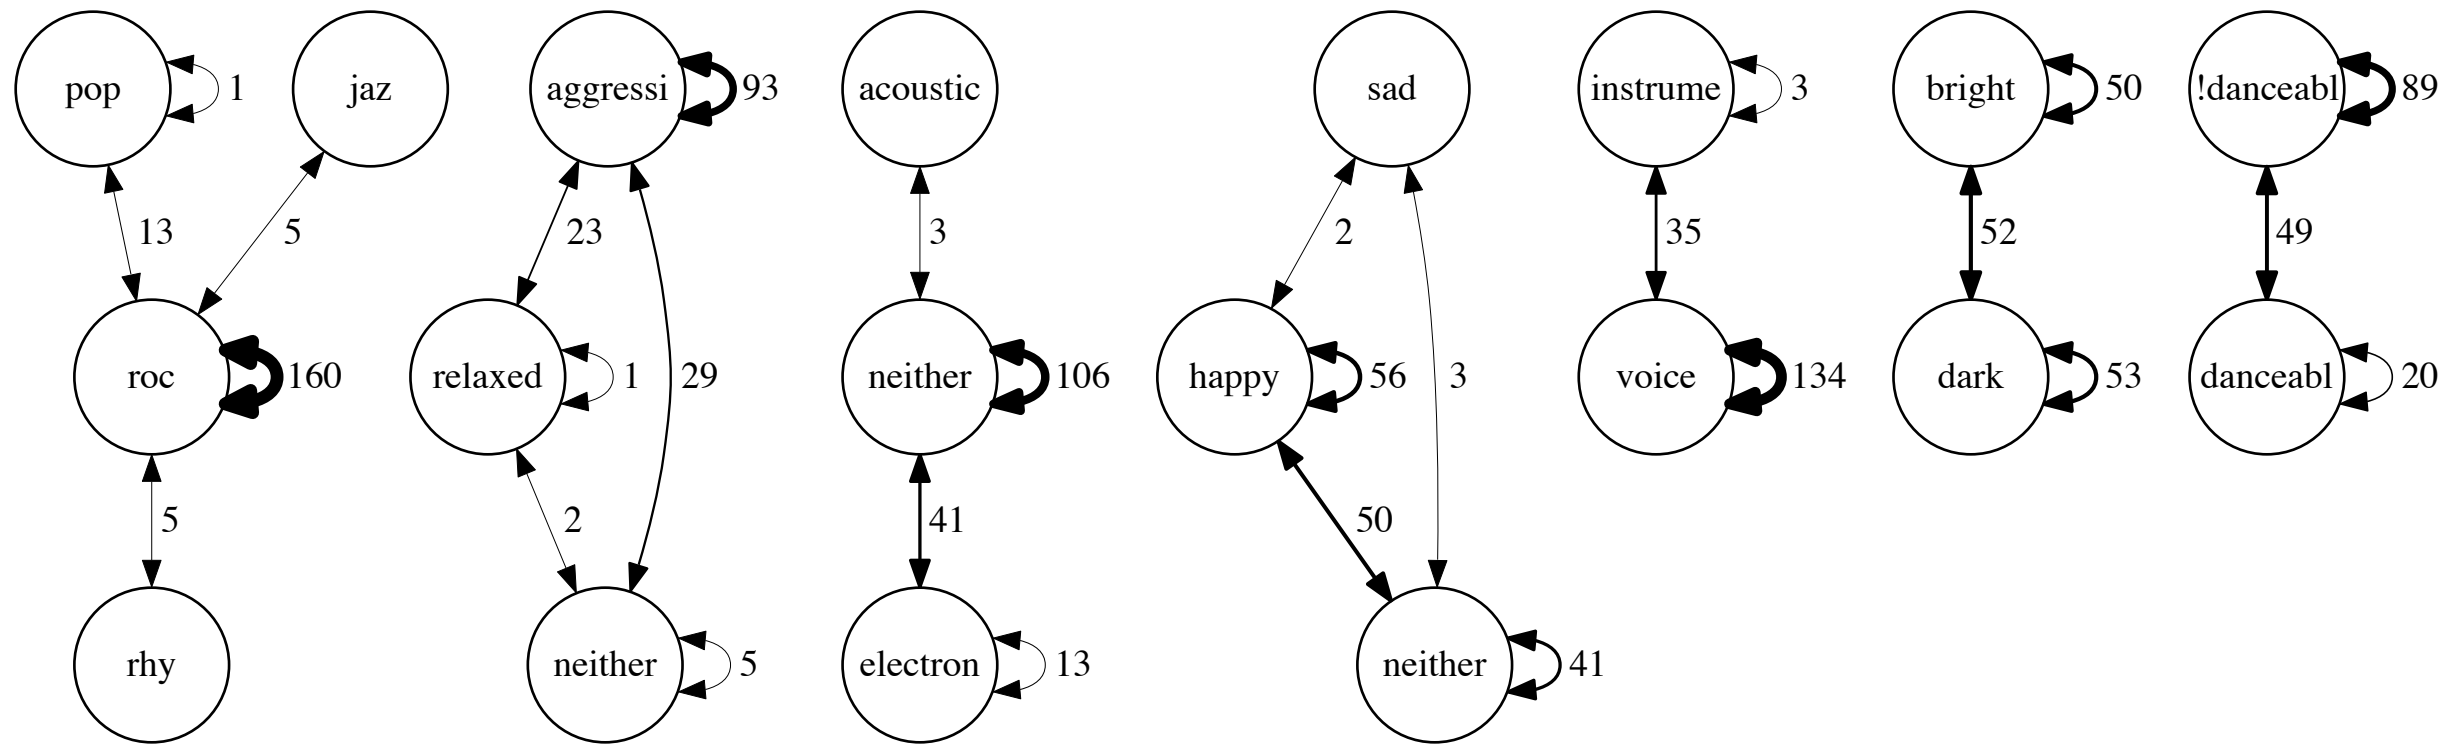 pop
1
jaz
aggressi
93
acoustic
sad
instrume
3
bright
50
!danceabl
89
13
5
23
3
2
35
52
49
roc
160
relaxed
1
29
neither
106
happy
56
3
voice
134
dark
53
danceabl
20
5
2
41
50
rhy
neither
5
electron
13
neither
41